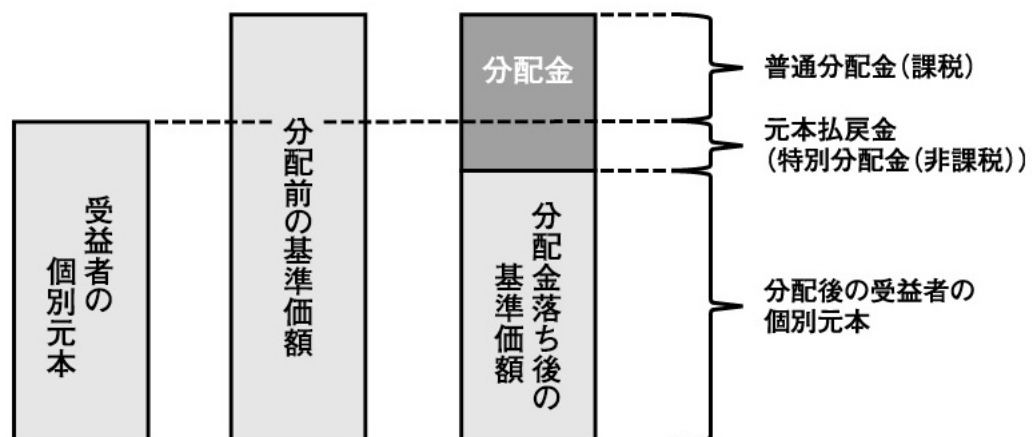 受益者の
個別元本
分配前の基準価額
分配金
分配金落ち後の
基準価額
普通分配金（課税）
元本払戻金
（特別分配金（非課税））
分配後の受益者の
個別元本